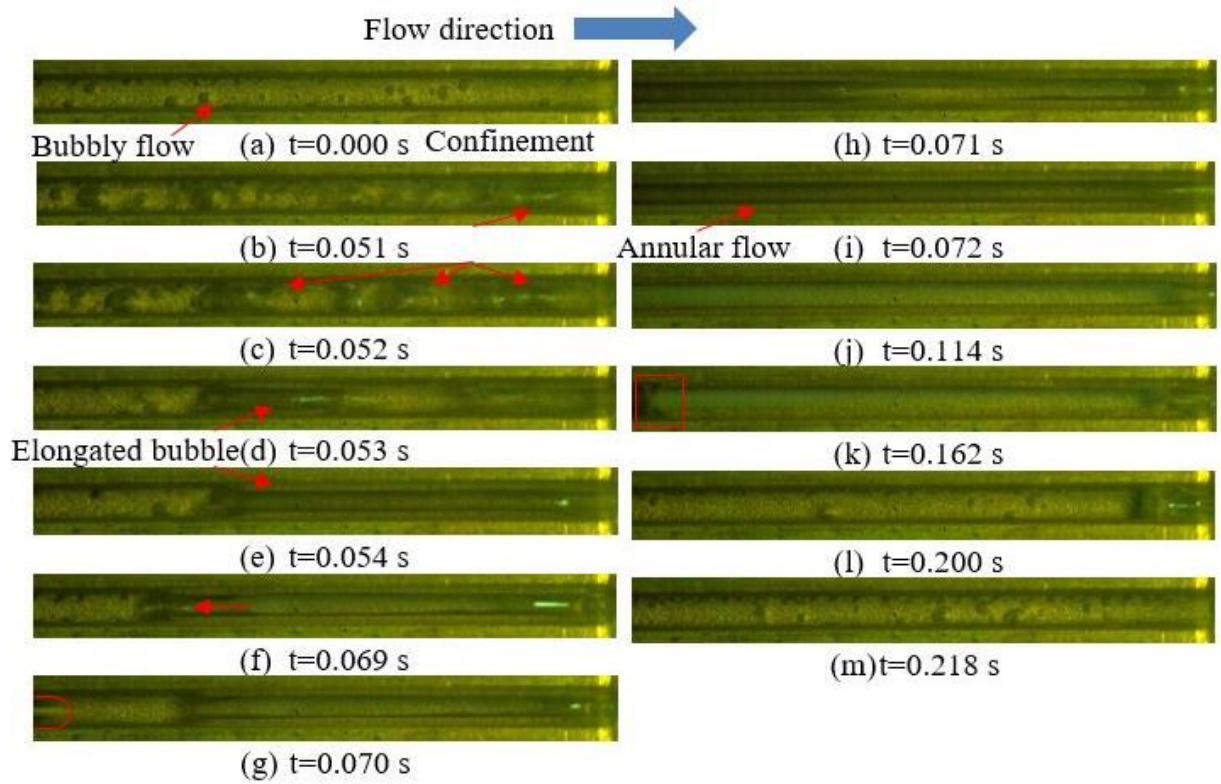 Flow direction
Bubbly flow
(a) t=0.000 s
Confinement
(b) t=0.051 s
(c) t=0.052 s
Elongated bubble
(d) t=0.053 s
(e) t=0.054 s
(f) t=0.069 s
(g) t=0.070 s
(h) t=0.071 s
Annular flow
(i) t=0.072 s
(j) t=0.114 s
(k) t=0.162 s
(l) t=0.200 s
(m)t=0.218 s